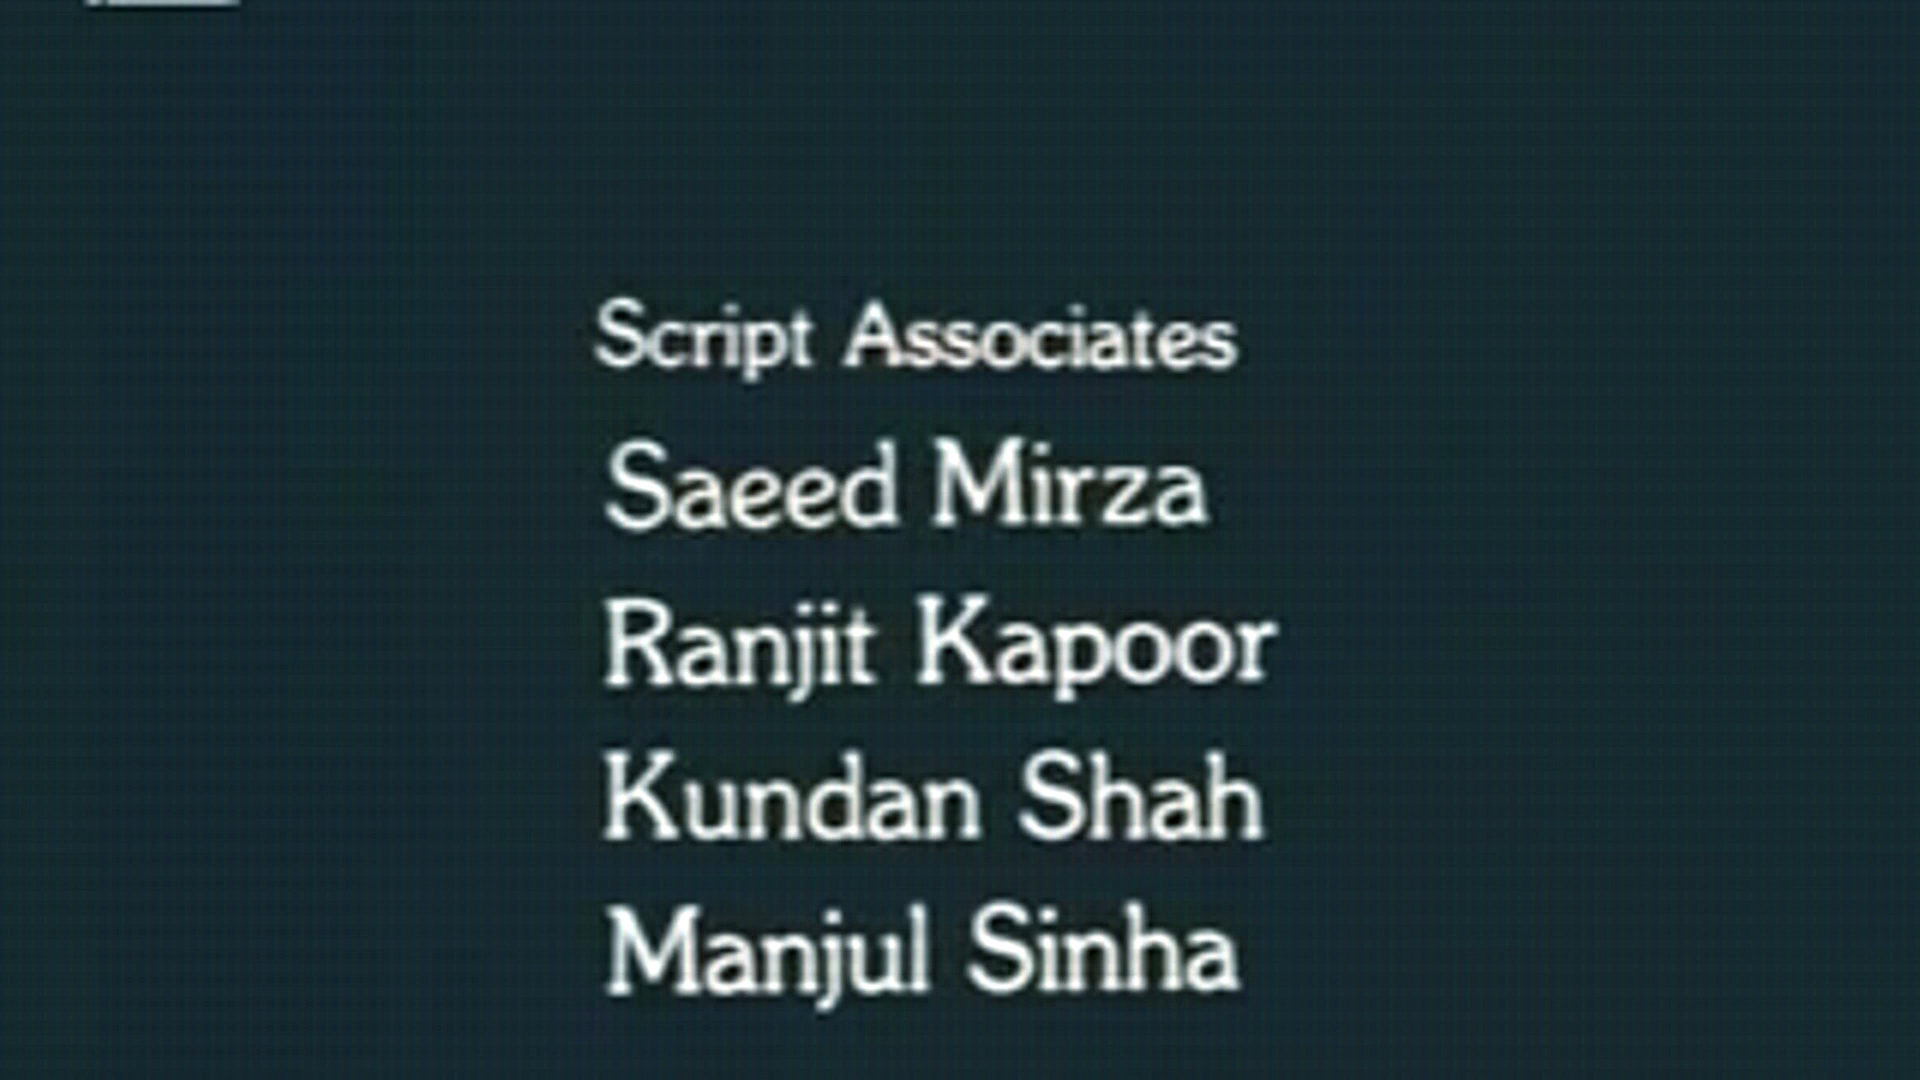 Script Associates
Saeed Mirza
Ranjit Kapoor
Kundan Shah
Manjul Sinha